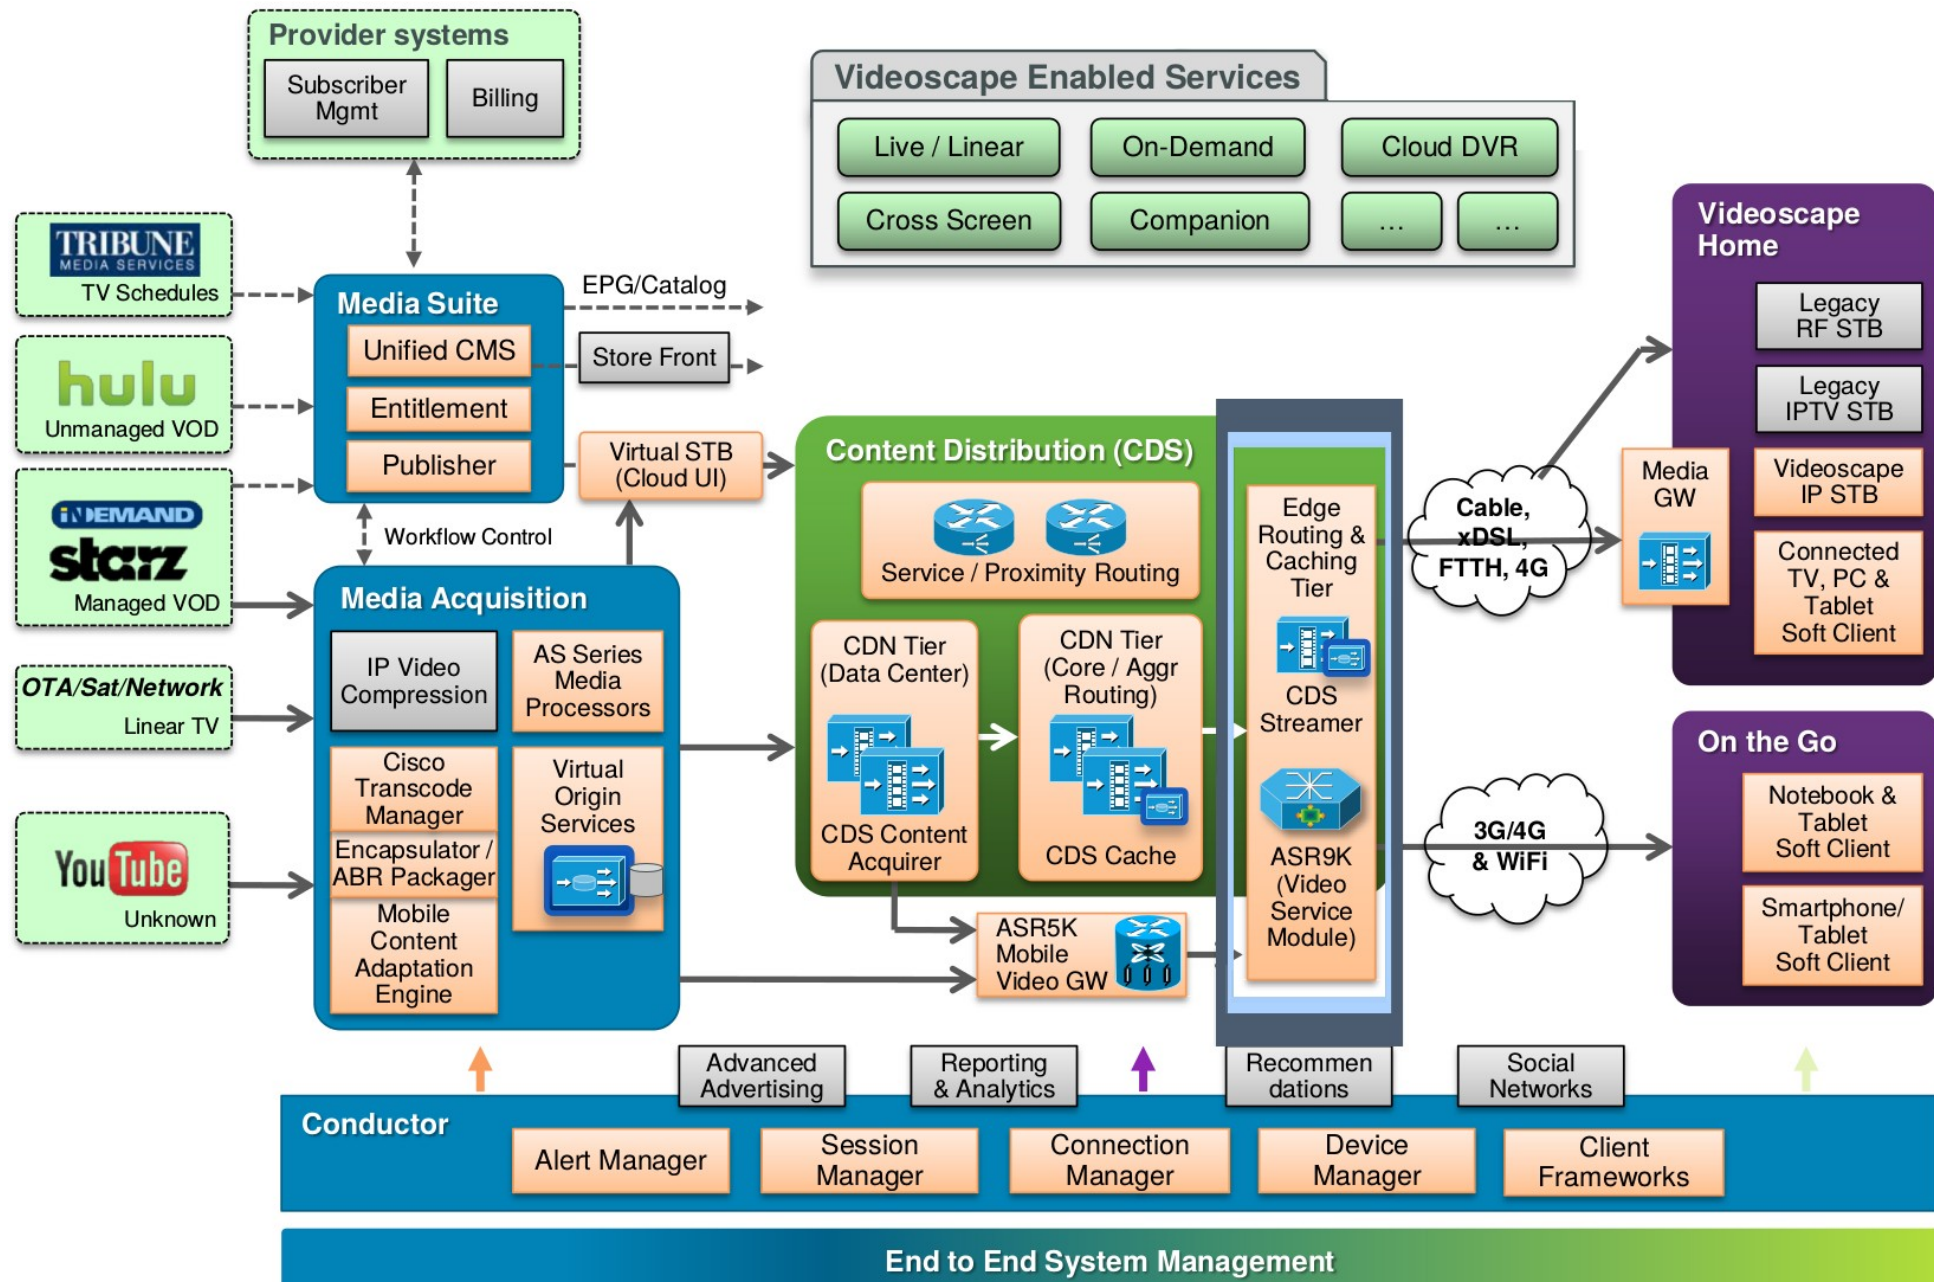 Provider systems
Subscriber
Mgmt
Billing
Videoscape Enabled Services
Live / Linear
On-Demand
Cloud DVR
Cross Screen
Companion
...
...
TRIBUNE
MEDIA SERVICES
TV Schedules
hulu
Unmanaged VOD
iNDEMAND
starz
Managed VOD
OTA/Sat/Network
Linear TV
YouTube
Unknown
Media Suite
Unified CMS
Entitlement
Publisher
EPG/Catalog
Store Front
Virtual STB
(Cloud UI)
Workflow Control
Media Acquisition
IP Video
Compression
AS Series
Media
Processors
Cisco
Transcode
Manager
Encapsulator /
ABR Packager
Mobile
Content
Adaptation
Engine
Virtual
Origin
Services
Content Distribution (CDS)
Service / Proximity Routing
CDN Tier
(Data Center)
CDS Content
Acquirer
CDN Tier
(Core / Aggr
Routing)
CDS Cache
Edge
Routing &
Caching
Tier
CDS
Streamer
ASR9K
(Video
Service
Module)
ASR5K
Mobile
Video GW
Cable,
xDSL,
FTTH, 4G
3G/4G
& WiFi
Videoscape
Home
Legacy
RF STB
Legacy
IPTV STB
Media
GW
Videoscape
IP STB
Connected
TV, PC &
Tablet
Soft Client
On the Go
Notebook &
Tablet
Soft Client
Smartphone/
Tablet
Soft Client
Advanced
Advertising
Reporting
& Analytics
Recommen
dations
Social
Networks
Conductor
Alert Manager
Session
Manager
Connection
Manager
Device
Manager
Client
Frameworks
End to End System Management